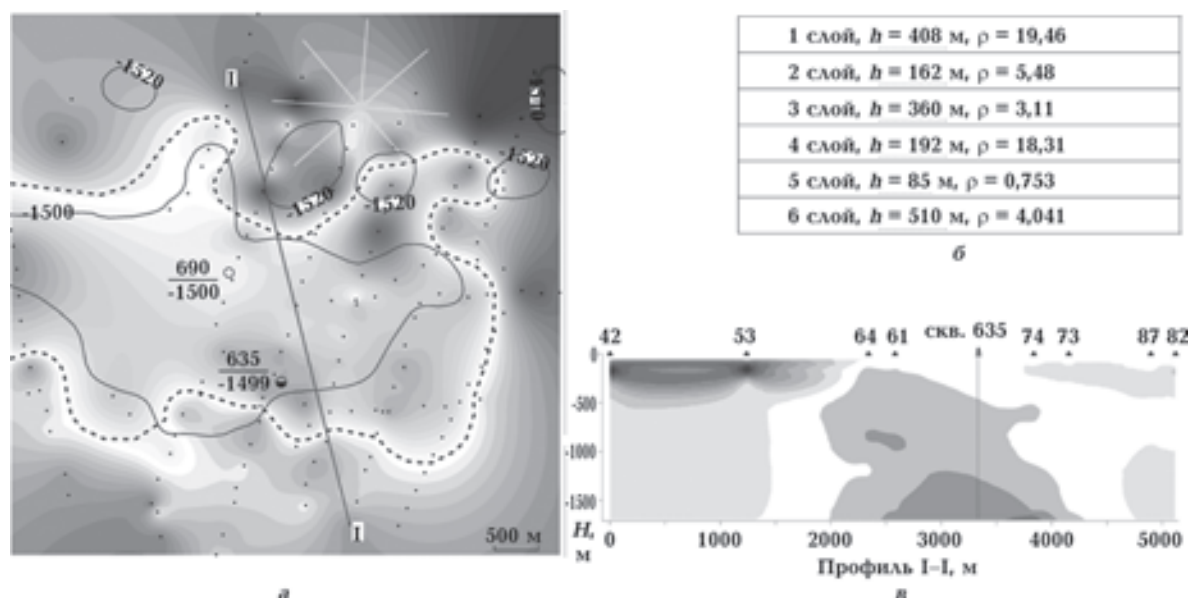 -1520
I
-1520
-1520
-1520
-1520
-1500
690
-1500
635
-1499
I
500 м
а
1 слой, h = 408 м, ρ = 19,46
2 слой, h = 162 м, ρ = 5,48
3 слой, h = 360 м, ρ = 3,11
4 слой, h = 192 м, ρ = 18,31
5 слой, h = 85 м, ρ = 0,753
6 слой, h = 510 м, ρ = 4,041
б
42 53 64 61 скв. 635 74 73 87 82
0
-500
-1000
-1500
H, м
0 1000 2000 3000 4000 5000
Профиль I–I, м
в